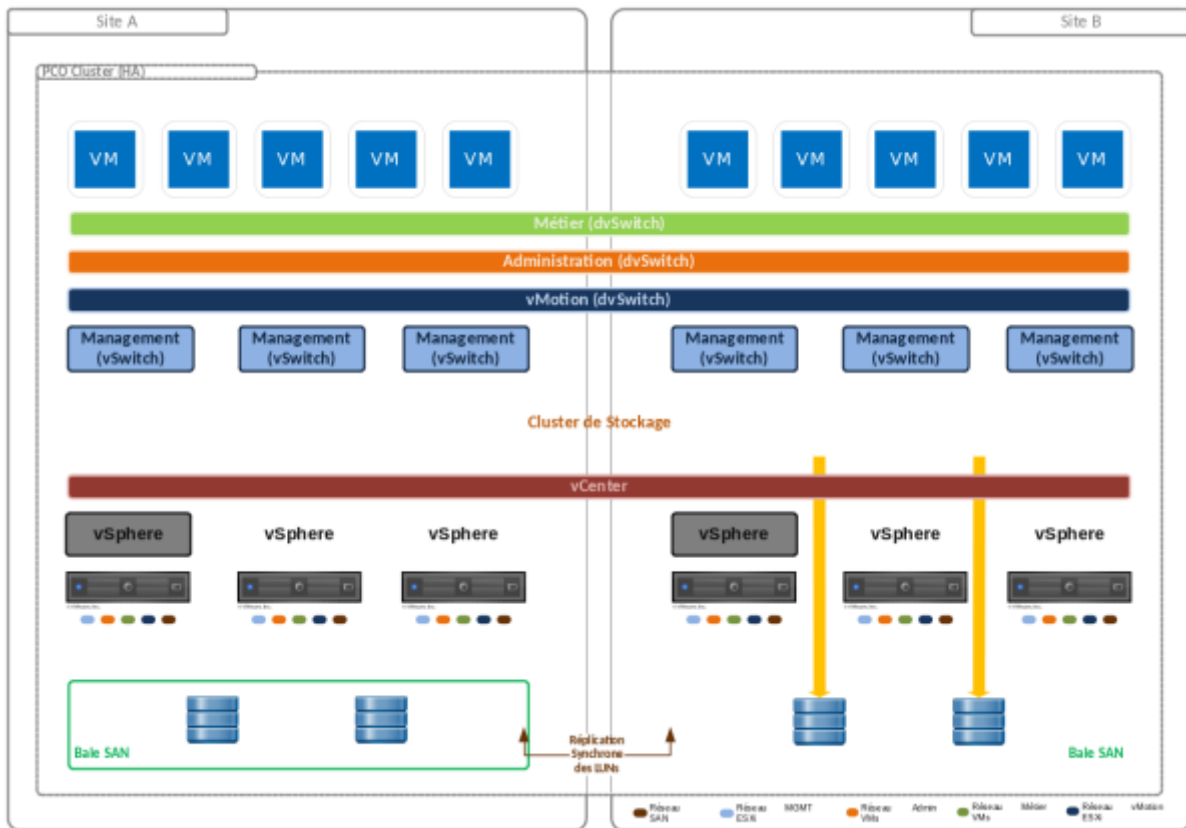 Site A
Site B
PCO Cluster (HA)
VM VM VM VM VM VM VM VM VM VM
Métier (dvSwitch)
Administration (dvSwitch)
vMotion (dvSwitch)
Management Management Management Management Management Management
(vSwitch) (vSwitch) (vSwitch) (vSwitch) (vSwitch) (vSwitch)
Cluster de Stockage
vCenter
vSphere vSphere vSphere vSphere vSphere vSphere
Réplication
Synchrone
des LUNs
Baie SAN
Baie SAN
Réseau MGMT Réseau Admin Réseau Métier Réseau vMotion
SAN ESXi VMs VMs ESXi